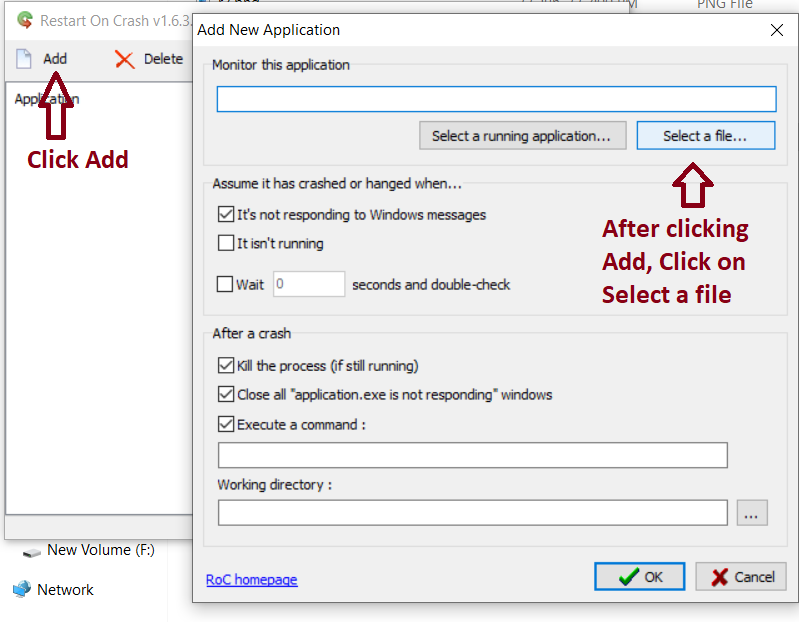 Restart On Crash v1.6.3.
PNG File
Add New Application
Add
Delete
Application
Click Add
Monitor this application
Select a running application...
Select a file...
After clicking
Add, Click on
Select a file
Assume it has crashed or hanged when...
It's not responding to Windows messages
It isn't running
Wait 0 seconds and double-check
After a crash
Kill the process (if still running)
Close all "application.exe is not responding" windows
Execute a command :
Working directory :
...
RoC homepage
OK
Cancel
New Volume (F:)
Network